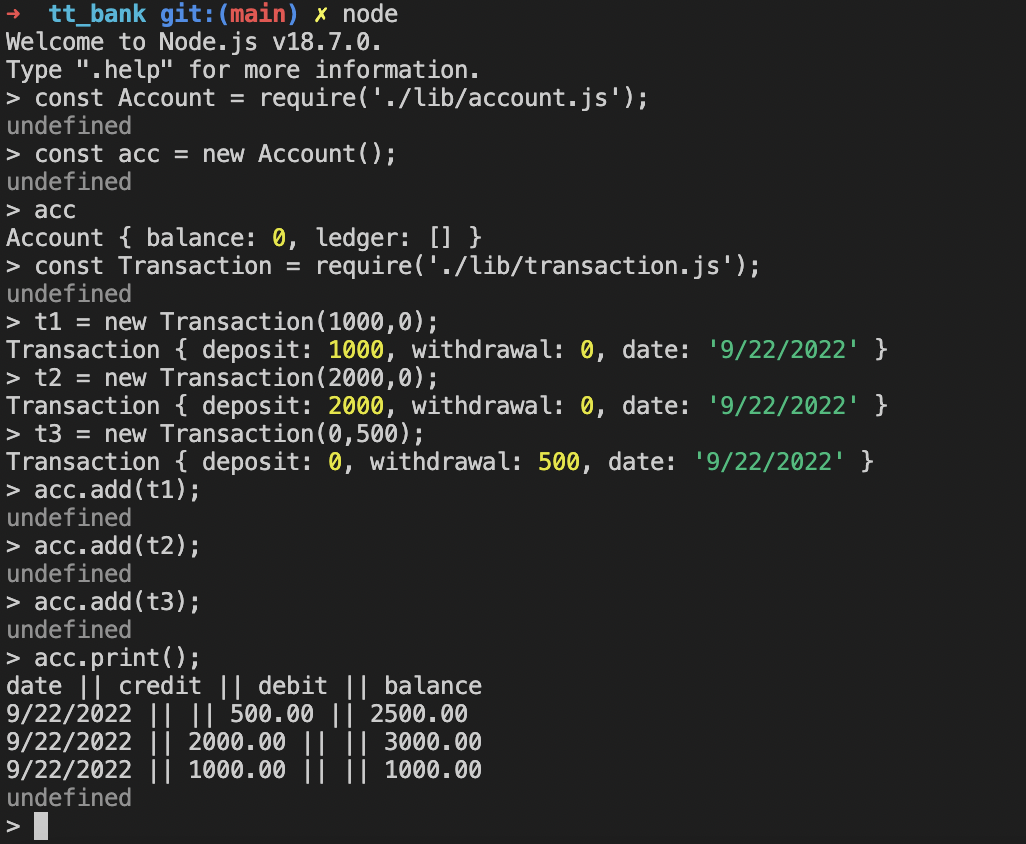 ➜  tt_bank git:(main) ✗ node
Welcome to Node.js v18.7.0.
Type ".help" for more information.
> const Account = require('./lib/account.js');
undefined
> const acc = new Account();
undefined
> acc
Account { balance: 0, ledger: [] }
> const Transaction = require('./lib/transaction.js');
undefined
> t1 = new Transaction(1000,0);
Transaction { deposit: 1000, withdrawal: 0, date: '9/22/2022' }
> t2 = new Transaction(2000,0);
Transaction { deposit: 2000, withdrawal: 0, date: '9/22/2022' }
> t3 = new Transaction(0,500);
Transaction { deposit: 0, withdrawal: 500, date: '9/22/2022' }
> acc.add(t1);
undefined
> acc.add(t2);
undefined
> acc.add(t3);
undefined
> acc.print();
date || credit || debit || balance
9/22/2022 || || 500.00 || 2500.00
9/22/2022 || 2000.00 || || 3000.00
9/22/2022 || 1000.00 || || 1000.00
undefined
>